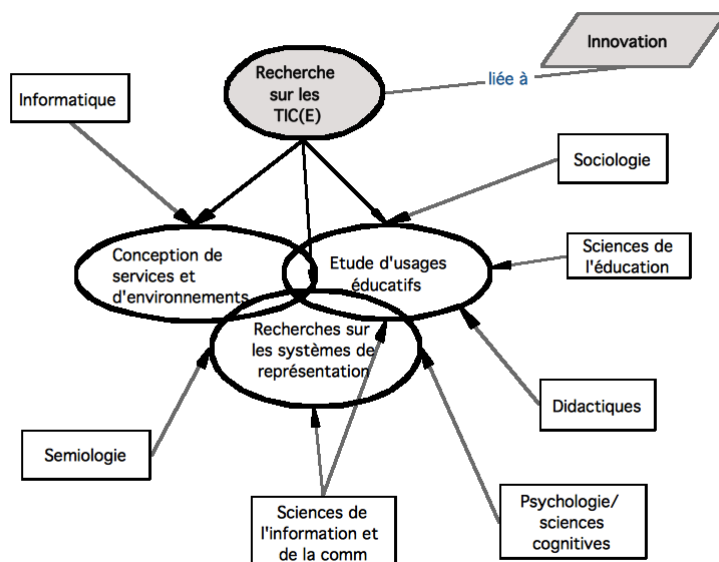 Innovation
Recherche
sur les
TIC(E)
liée à
Informatique
Sociologie
Conception de
services et
d'environnements
Etude d'usages
éducatifs
Sciences de
l'éducation
Recherches sur
les systèmes de
représentation
Didactiques
Semiologie
Sciences de
l'information et
de la comm
Psychologie/
sciences
cognitives